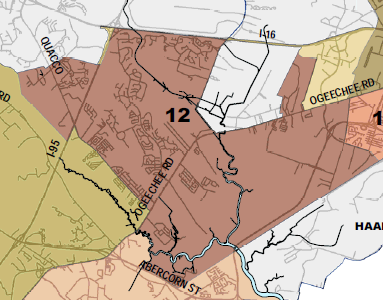 I-16
QUACCO
OGEECHEE RD
RD
12
1
I-95
OGEECHEE RD
HAA
ABERCORN ST